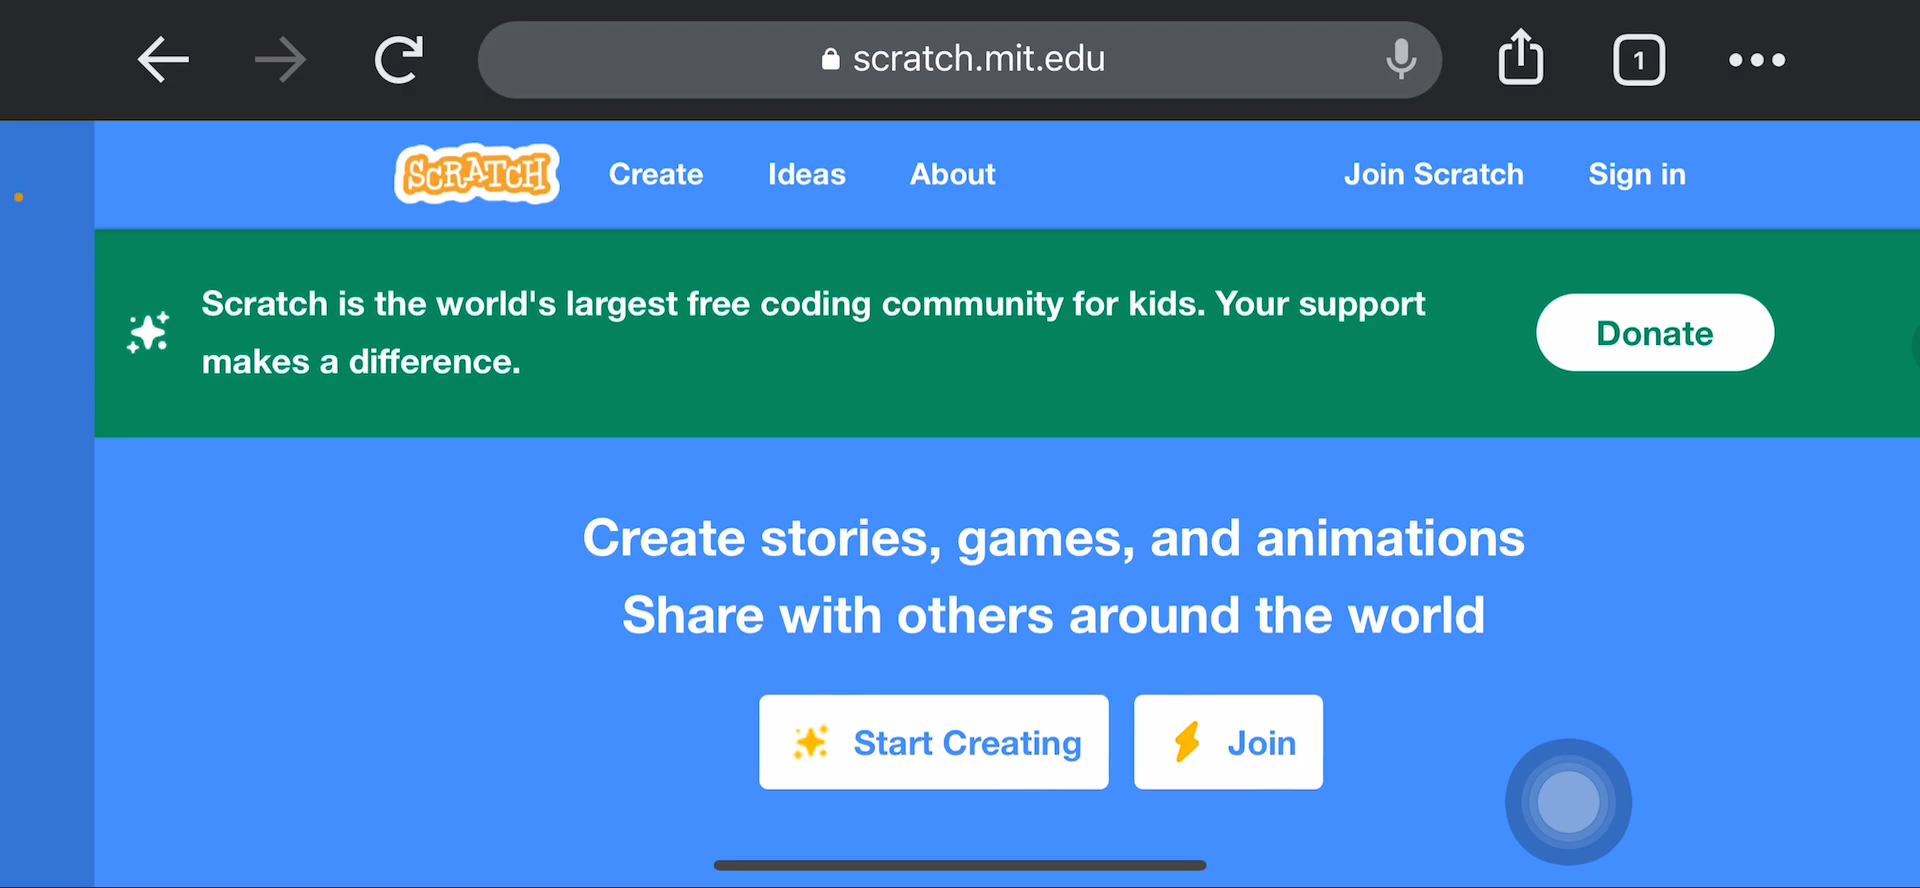 scratch.mit.edu
1
SCRATCH
Create
Ideas
About
Join Scratch
Sign in
Scratch is the world's largest free coding community for kids. Your support
makes a difference.
Donate
Create stories, games, and animations
Share with others around the world
Start Creating
Join